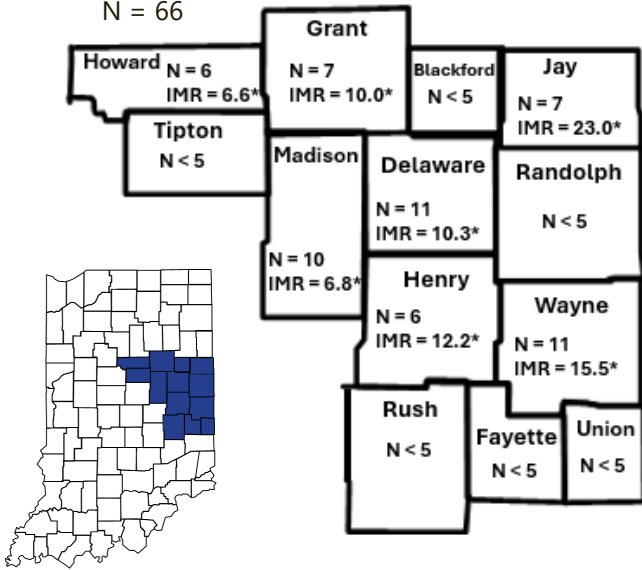 N = 66
Grant
N = 7
IMR = 10.0*
Howard
N = 6
IMR = 6.6*
Blackford
N < 5
Jay
N = 7
IMR = 23.0*
Tipton
N < 5
Madison
N = 10
IMR = 6.8*
Delaware
N = 11
IMR = 10.3*
Randolph
N < 5
Henry
N = 6
IMR = 12.2*
Wayne
N = 11
IMR = 15.5*
Rush
N < 5
Fayette
N < 5
Union
N < 5